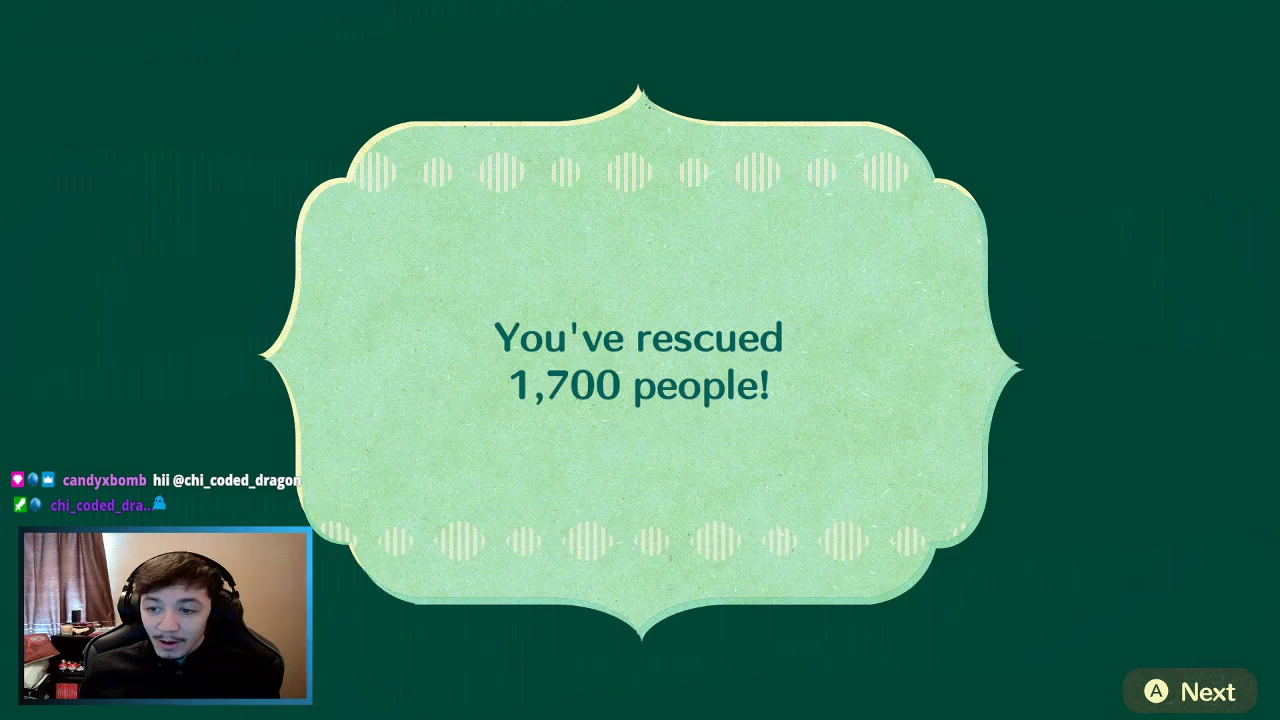 You've rescued
1,700 people!
candyxbomb hii @chi_coded_dragon
chi_coded_dra...
A Next